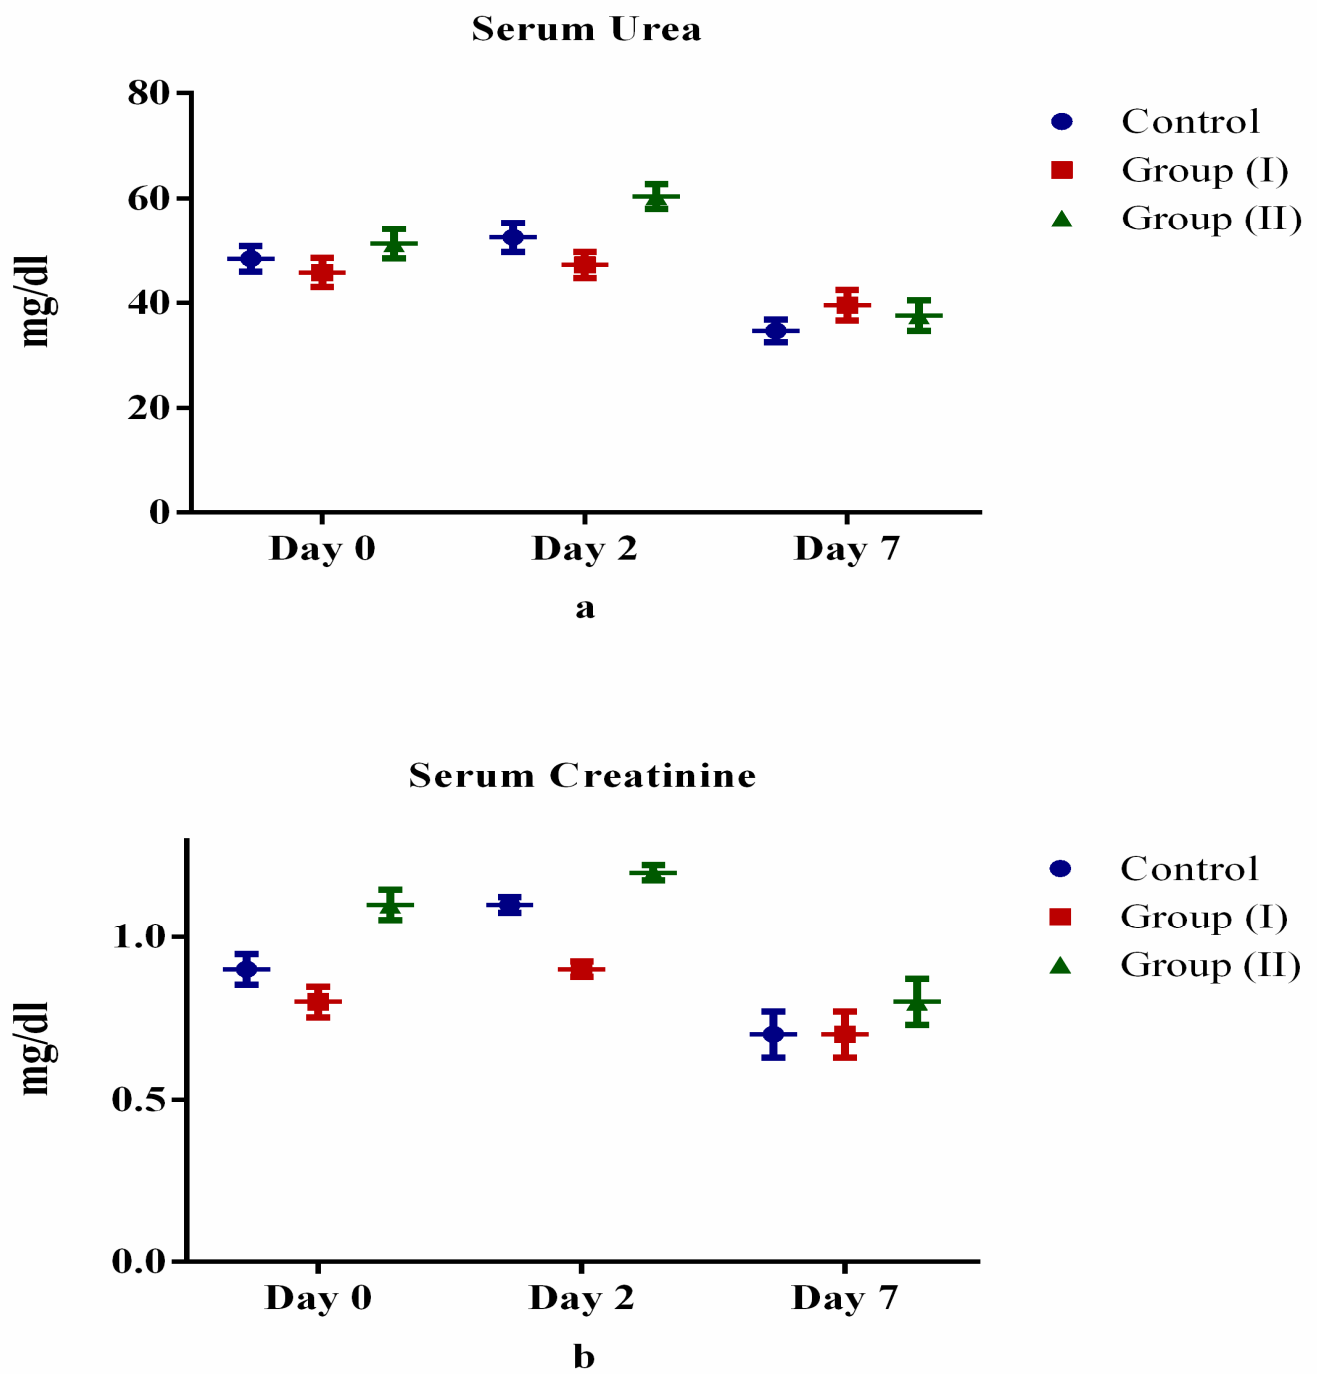 Serum Urea
80
60
40
20
0
mg/dl
Day 0 Day 2 Day 7
a
Control
Group (I)
Group (II)
Serum Creatinine
1.0
0.5
0.0
mg/dl
Day 0 Day 2 Day 7
b
Control
Group (I)
Group (II)